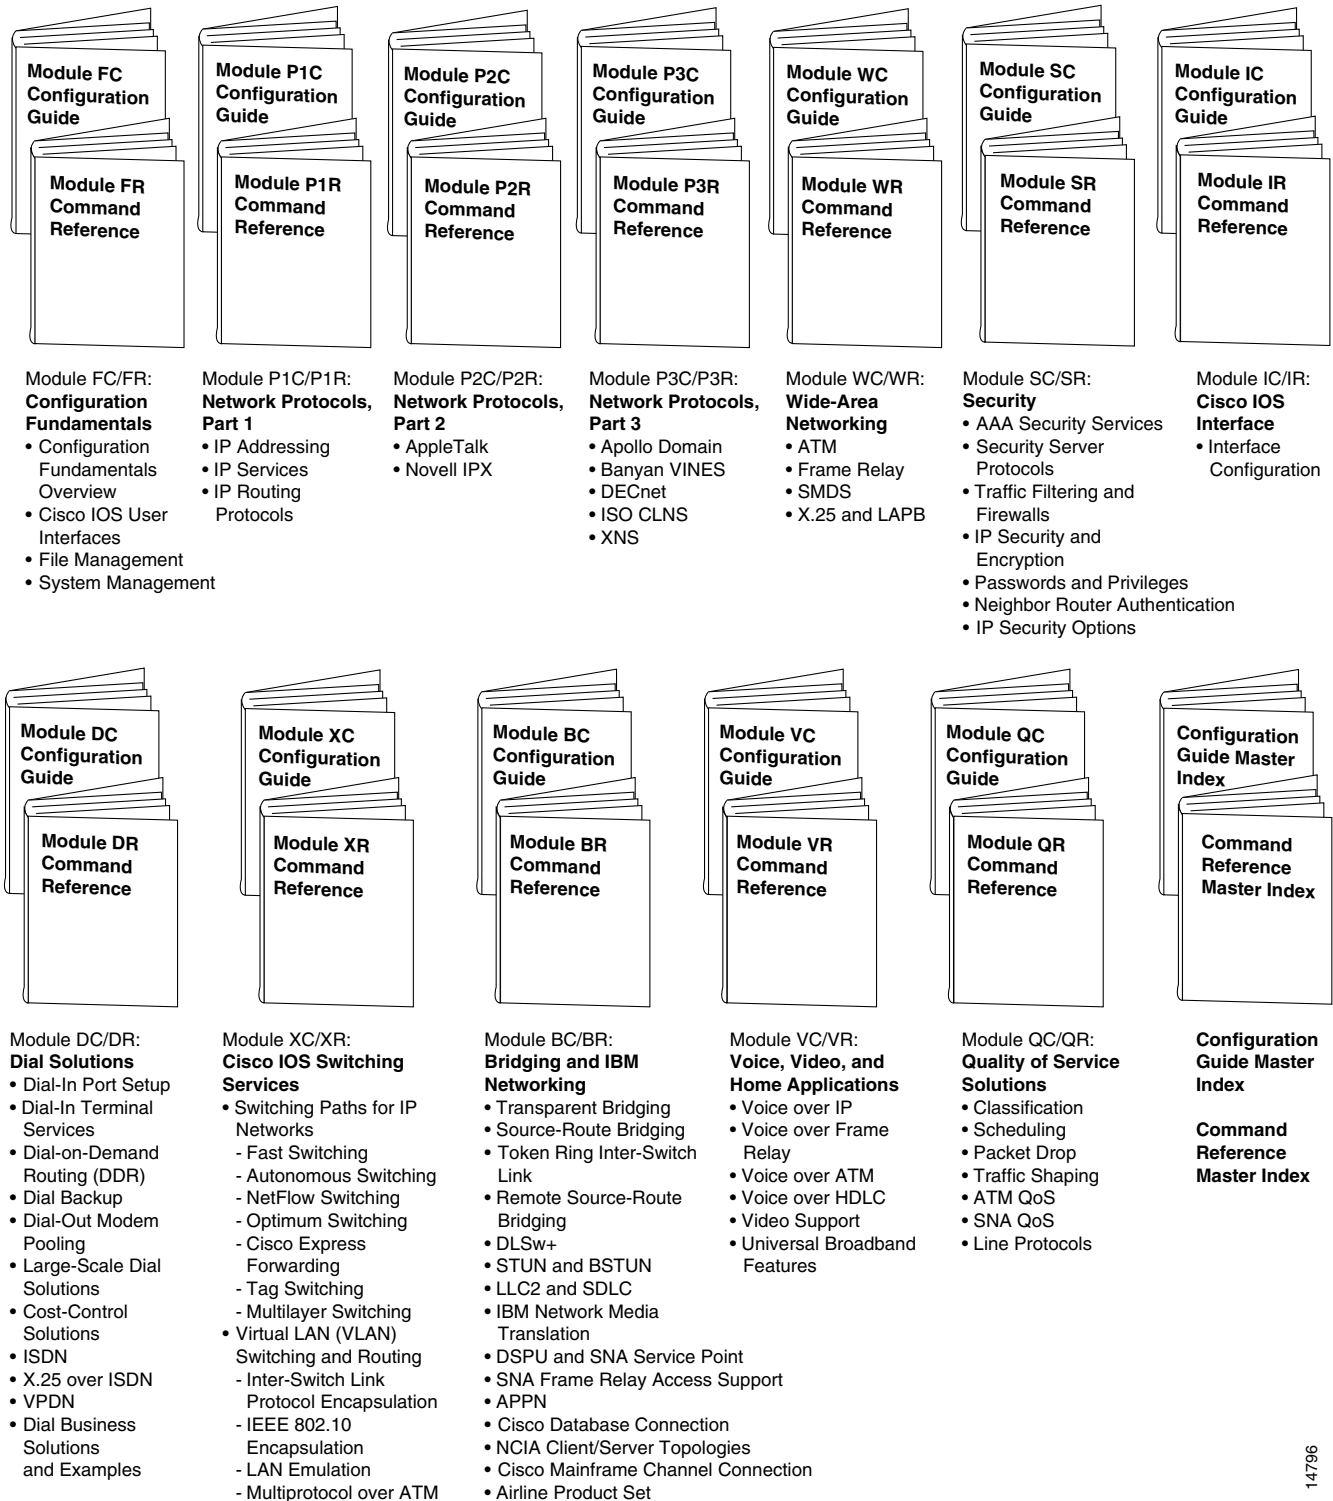 Module FC
Configuration
Guide
Module FR
Command
Reference
Module P1C
Configuration
Guide
Module P1R
Command
Reference
Module P2C
Configuration
Guide
Module P2R
Command
Reference
Module P3C
Configuration
Guide
Module P3R
Command
Reference
Module WC
Configuration
Guide
Module WR
Command
Reference
Module SC
Configuration
Guide
Module SR
Command
Reference
Module IC
Configuration
Guide
Module IR
Command
Reference
Module FC/FR:
Configuration
Fundamentals
• Configuration
Fundamentals
Overview
• Cisco IOS User
Interfaces
• File Management
• System Management
Module P1C/P1R:
Network Protocols,
Part 1
• IP Addressing
• IP Services
• IP Routing
Protocols
Module P2C/P2R:
Network Protocols,
Part 2
• AppleTalk
• Novell IPX
Module P3C/P3R:
Network Protocols,
Part 3
• Apollo Domain
• Banyan VINES
• DECnet
• ISO CLNS
• XNS
Module WC/WR:
Wide-Area
Networking
• ATM
• Frame Relay
• SMDS
• X.25 and LAPB
Module SC/SR:
Security
• AAA Security Services
• Security Server
Protocols
• Traffic Filtering and
Firewalls
• IP Security and
Encryption
• Passwords and Privileges
• Neighbor Router Authentication
• IP Security Options
Module IC/IR:
Cisco IOS
Interface
• Interface
Configuration
Module DC
Configuration
Guide
Module DR
Command
Reference
Module XC
Configuration
Guide
Module XR
Command
Reference
Module BC
Configuration
Guide
Module BR
Command
Reference
Module VC
Configuration
Guide
Module VR
Command
Reference
Module QC
Configuration
Guide
Module QR
Command
Reference
Configuration
Guide Master
Index
Command
Reference
Master Index
Module DC/DR:
Dial Solutions
• Dial-In Port Setup
• Dial-In Terminal
Services
• Dial-on-Demand
Routing (DDR)
• Dial Backup
• Dial-Out Modem
Pooling
• Large-Scale Dial
Solutions
• Cost-Control
Solutions
• ISDN
• X.25 over ISDN
• VPDN
• Dial Business
Solutions
and Examples
Module XC/XR:
Cisco IOS Switching
Services
• Switching Paths for IP
Networks
- Fast Switching
- Autonomous Switching
- NetFlow Switching
- Optimum Switching
- Cisco Express
Forwarding
- Tag Switching
- Multilayer Switching
• Virtual LAN (VLAN)
Switching and Routing
- Inter-Switch Link
Protocol Encapsulation
- IEEE 802.10
Encapsulation
- LAN Emulation
- Multiprotocol over ATM
Module BC/BR:
Bridging and IBM
Networking
• Transparent Bridging
• Source-Route Bridging
• Token Ring Inter-Switch
Link
• Remote Source-Route
Bridging
• DLSw+
• STUN and BSTUN
• LLC2 and SDLC
• IBM Network Media
Translation
• DSPU and SNA Service Point
• SNA Frame Relay Access Support
• APPN
• Cisco Database Connection
• NCIA Client/Server Topologies
• Cisco Mainframe Channel Connection
• Airline Product Set
Module VC/VR:
Voice, Video, and
Home Applications
• Voice over IP
• Voice over Frame
Relay
• Voice over ATM
• Voice over HDLC
• Video Support
• Universal Broadband
Features
Module QC/QR:
Quality of Service
Solutions
• Classification
• Scheduling
• Packet Drop
• Traffic Shaping
• ATM QoS
• SNA QoS
• Line Protocols
Configuration
Guide Master
Index
Command
Reference
Master Index
14796